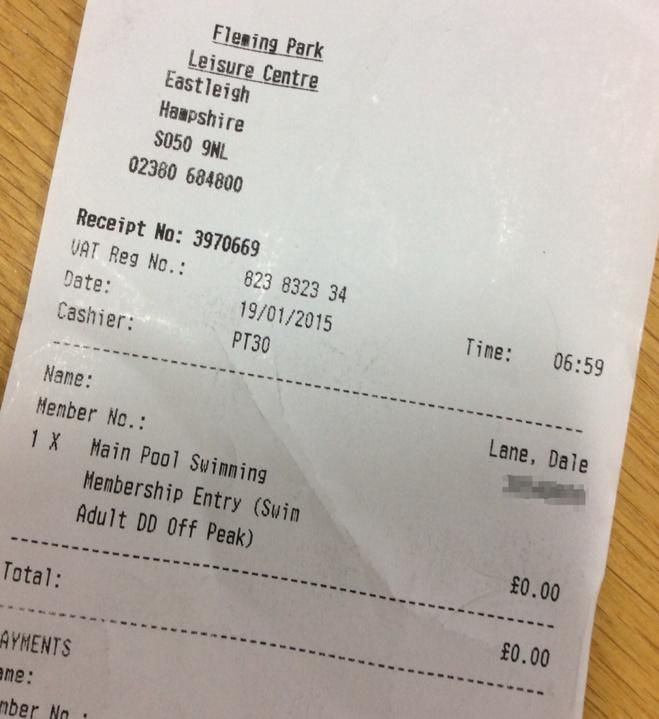 Fleming Park
Leisure Centre
Eastleigh
Hampshire
SO50 9NL
02380 684800
Receipt No: 3970669
VAT Reg No.: 823 8323 34
Date: 19/01/2015 Time: 06:59
Cashier: PT30
Name: Lane, Dale
Member No.:
1 X Main Pool Swimming
Membership Entry (Swim
Adult DD Off Peak) £0.00
Total: £0.00
AYMENTS
ame:
mber No.: